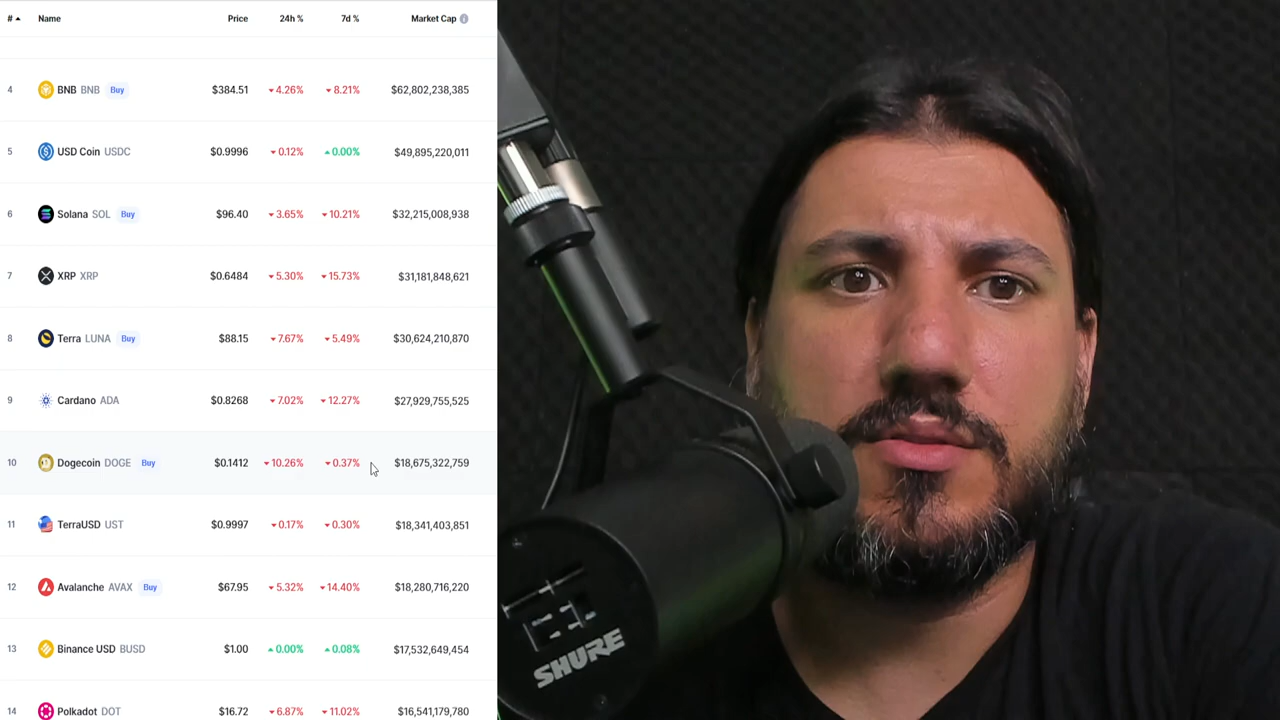 # Name Price 24h % 7d % Market Cap
4 BNB BNB Buy $384.51 4.26% 8.21% $62,802,238,385
5 USD Coin USDC $0.9996 0.12% 0.00% $49,895,220,011
6 Solana SOL Buy $96.40 3.65% 10.21% $32,215,008,938
7 XRP XRP $0.6484 5.30% 15.73% $31,181,848,621
8 Terra LUNA Buy $88.15 7.67% 5.49% $30,624,210,870
9 Cardano ADA $0.8268 7.02% 12.27% $27,929,755,525
10 Dogecoin DOGE Buy $0.1412 10.26% 0.37% $18,675,322,759
11 TerraUSD UST $0.9997 0.17% 0.30% $18,341,403,851
12 Avalanche AVAX Buy $67.95 5.32% 14.40% $18,280,716,220
13 Binance USD BUSD $1.00 0.00% 0.08% $17,532,649,454
14 Polkadot DOT $16.72 6.87% 11.02% $16,541,179,780
SHURE